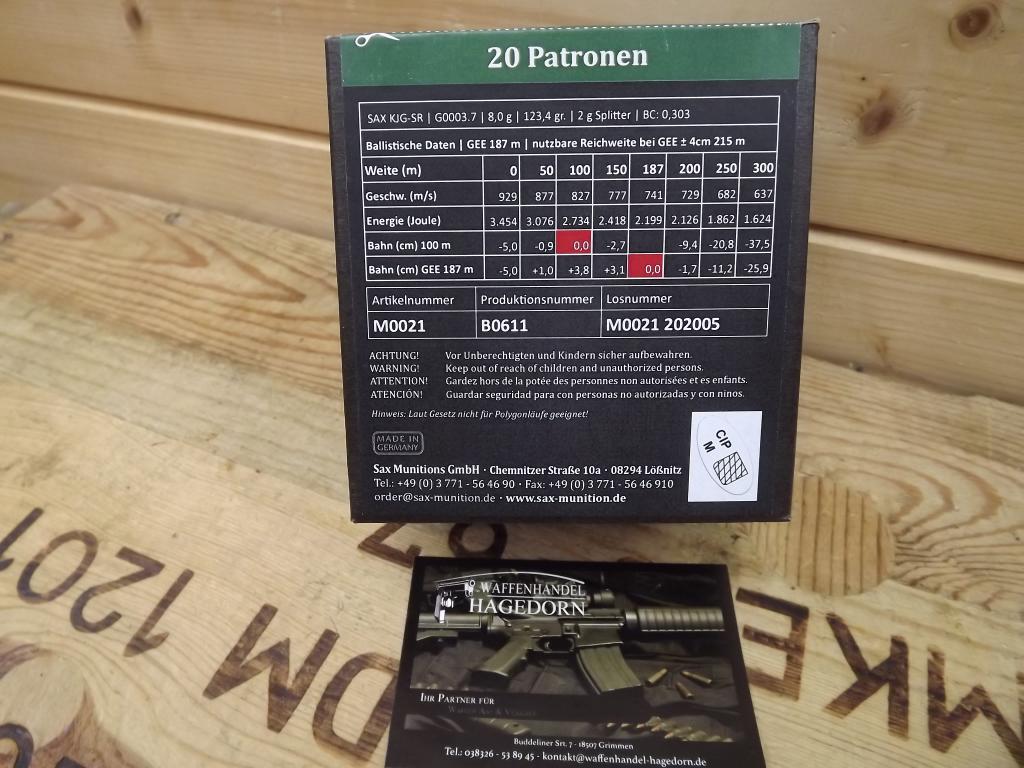 20 Patronen
SAX KJG-SR | G0003.7 | 8,0 g | 123,4 gr. | 2 g Splitter | BC: 0,303
Ballistische Daten | GEE 187 m | nutzbare Reichweite bei GEE ± 4cm 215 m
Weite (m) 0 50 100 150 187 200 250 300
Geschw. (m/s) 929 877 827 777 741 729 682 637
Energie (Joule) 3.454 3.076 2.734 2.418 2.199 2.126 1.862 1.624
Bahn (cm) 100 m -5,0 -0,9 0,0 -2,7 -9,4 -20,8 -37,5
Bahn (cm) GEE 187 m -5,0 +1,0 +3,8 +3,1 0,0 -1,7 -11,2 -25,9
Artikelnummer Produktionsnummer Losnummer
M0021 B0611 M0021 202005
ACHTUNG! Vor Unberechtigten und Kindern sicher aufbewahren.
WARNING! Keep out of reach of children and unauthorized persons.
ATTENTION! Gardez hors de la potée des personnes non autorisées et es enfants.
ATENCIÓN! Guardar seguridad para con personas no autorizadas y con ninos.
Hinweis: Laut Gesetz nicht für Polygonläufe geeignet!
MADE IN
GERMANY
CIP
M
Sax Munitions GmbH · Chemnitzer Straße 10a · 08294 Lößnitz
Tel.: +49 (0) 3 771 - 56 46 90 · Fax: +49 (0) 3 771 - 56 46 910
order@sax-munition.de · www.sax-munition.de
DM 1201
WAFFENHANDEL
HAGEDORN
IHR PARTNER FÜR
Buddeliner Srt. 7 - 18507 Grimmen
Tel.: 038326 - 53 89 45 - kontakt@waffenhandel-hagedorn.de